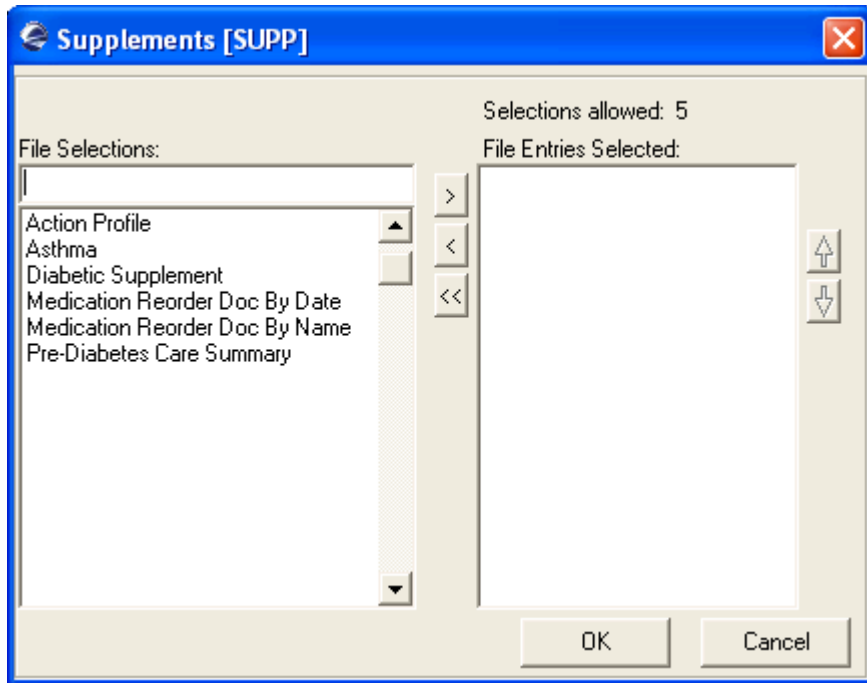 Supplements [SUPP]
Selections allowed: 5
File Selections:
File Entries Selected:
>
Action Profile
<
Asthma
Diabetic Supplement
<<
Medication Reorder Doc By Date
Medication Reorder Doc By Name
Pre-Diabetes Care Summary
OK
Cancel